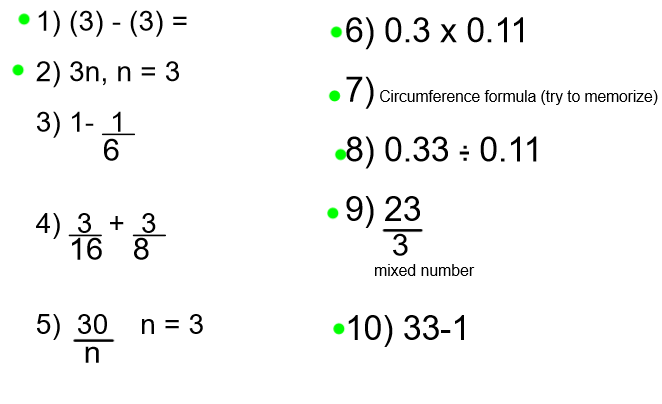 1) (3) - (3) =
2) 3n, n = 3
3) 1- 1
6
4) 3 + 3
16 8
5) 30 n = 3
n
6) 0.3 x 0.11
7) Circumference formula (try to memorize)
8) 0.33 ÷ 0.11
9) 23
3
mixed number
10) 33-1